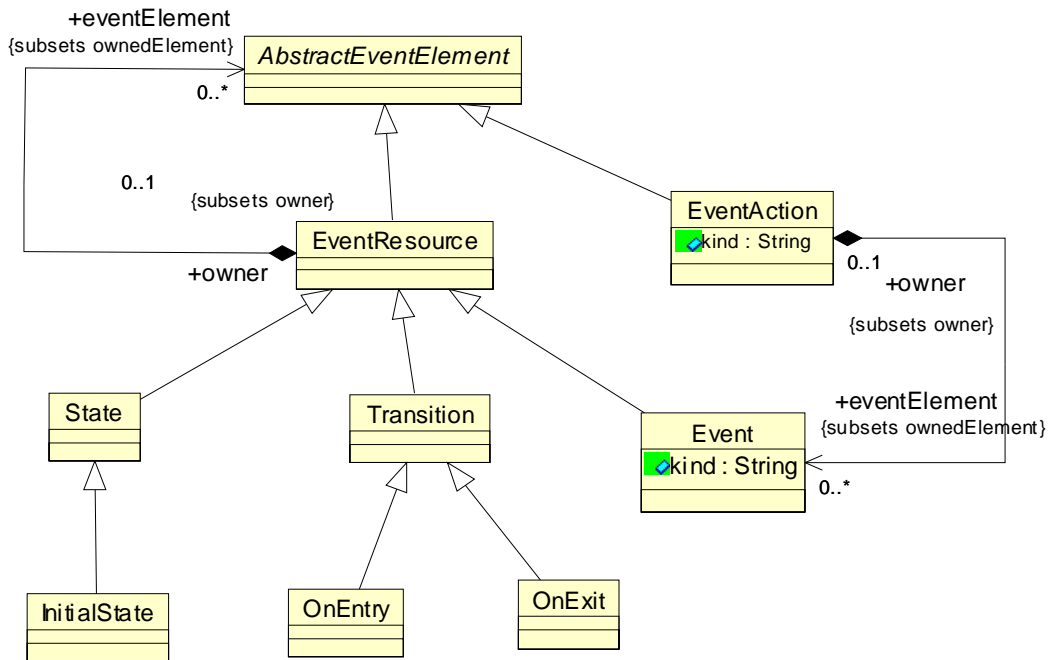 +eventElement
{subsets ownedElement}
AbstractEventElement
0..*
0..1
{subsets owner}
EventResource
+owner
EventAction
kind : String
0..1
+owner
{subsets owner}
State
Transition
+eventElement
{subsets ownedElement}
Event
kind : String
0..*
InitialState
OnEntry
OnExit